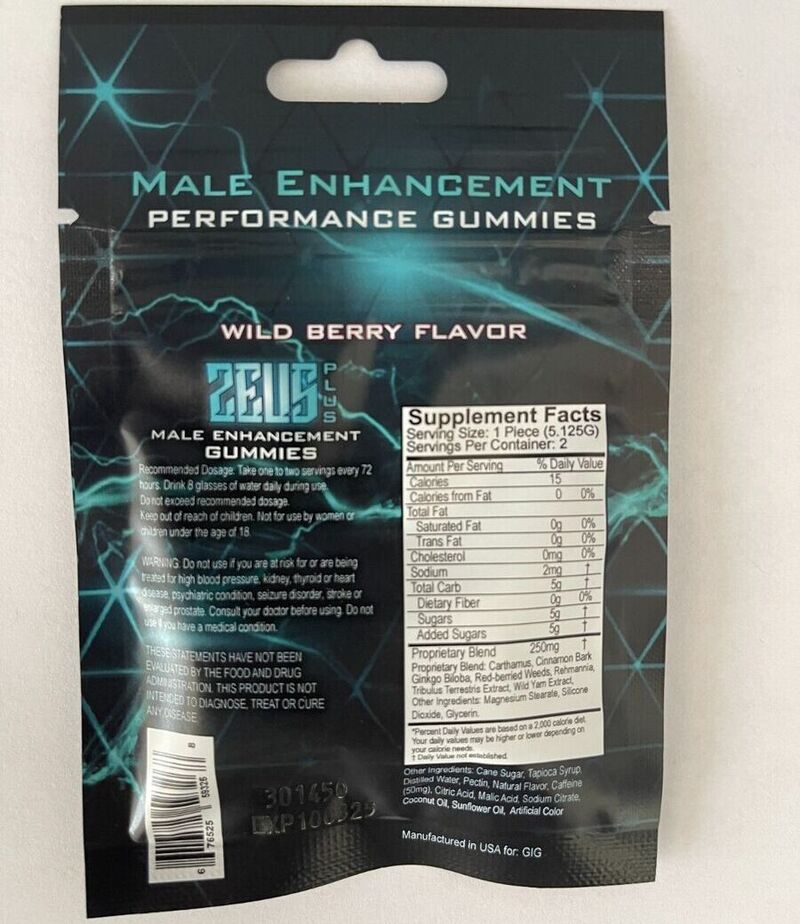 MALE ENHANCEMENT
PERFORMANCE GUMMIES
WILD BERRY FLAVOR
ZEUS PLUS
MALE ENHANCEMENT
GUMMIES
Recommended Dosage: Take one to two servings every 72
hours. Drink 8 glasses of water daily during use.
Do not exceed recommended dosage.
Keep out of reach of children. Not for use by women or
children under the age of 18.
WARNING: Do not use if you are at risk for or are being
treated for high blood pressure, kidney, thyroid or heart
disease, psychiatric condition, seizure disorder, stroke or
enlarged prostate. Consult your doctor before using. Do not
use if you have a medical condition.
THESE STATEMENTS HAVE NOT BEEN
EVALUATED BY THE FOOD AND DRUG
ADMINISTRATION. THIS PRODUCT IS NOT
INTENDED TO DIAGNOSE, TREAT OR CURE
ANY DISEASE.
6 76525 59326 8
301450
EXP100325
Supplement Facts
Serving Size: 1 Piece (5.125G)
Servings Per Container: 2
Amount Per Serving % Daily Value
Calories 15
Calories from Fat 0 0%
Total Fat
Saturated Fat 0g 0%
Trans Fat 0g 0%
Cholesterol 0mg 0%
Sodium 2mg †
Total Carb 5g †
Dietary Fiber 0g 0%
Sugars 5g †
Added Sugars 5g †
Proprietary Blend 250mg †
Proprietary Blend: Carthamus, Cinnamon Bark
Ginkgo Biloba, Red-berried Weeds, Rehmannia,
Tribulus Terrestris Extract, Wild Yam Extract,
Other Ingredients: Magnesium Stearate, Silicone
Dioxide, Glycerin.
*Percent Daily Values are based on a 2,000 calorie diet.
Your daily values may be higher or lower depending on
your calorie needs.
† Daily Value not established.
Other Ingredients: Cane Sugar, Tapioca Syrup,
Distilled Water, Pectin, Natural Flavor, Caffeine
(50mg), Citric Acid, Malic Acid, Sodium Citrate,
Coconut Oil, Sunflower Oil, Artificial Color
Manufactured in USA for: GIG